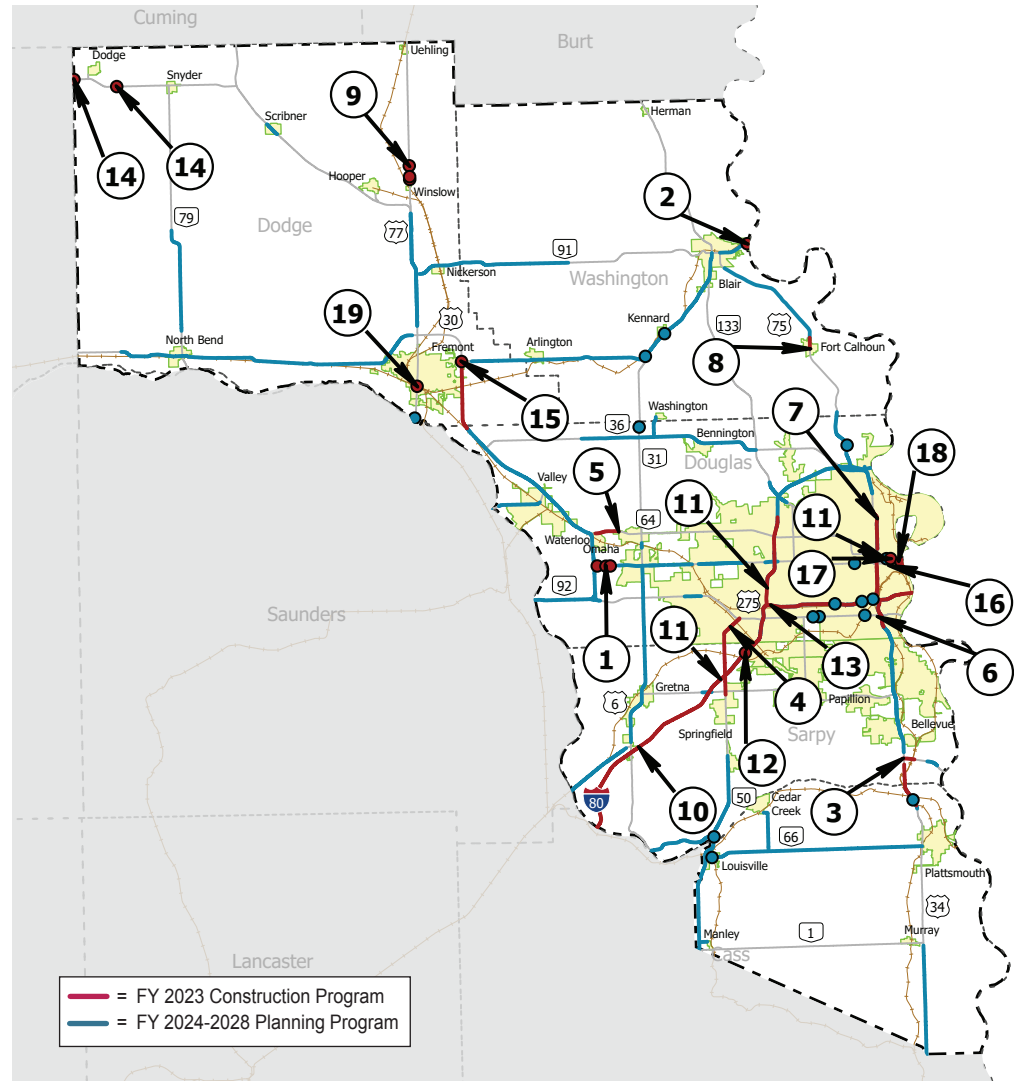 Cuming
Burt
Dodge
Uehling
Snyder
9
Herman
Scribner
14
14
Hooper
Winslow
2
79
Dodge
77
91
Washington
Nickerson
Blair
19
30
Kennard
133
75
North Bend
Fremont
Arlington
8
Fort Calhoun
15
Washington
7
36
Bennington
31
Douglas
18
5
Valley
11
11
64
Waterloo
Omaha
17
92
16
275
Saunders
11
1
13
6
4
Gretna
6
Papillion
Springfield
Sarpy
Bellevue
12
10
3
80
50
Cedar
Creek
66
Louisville
Plattsmouth
34
Manley
1
Murray
Cass
Lancaster
= FY 2023 Construction Program
= FY 2024-2028 Planning Program